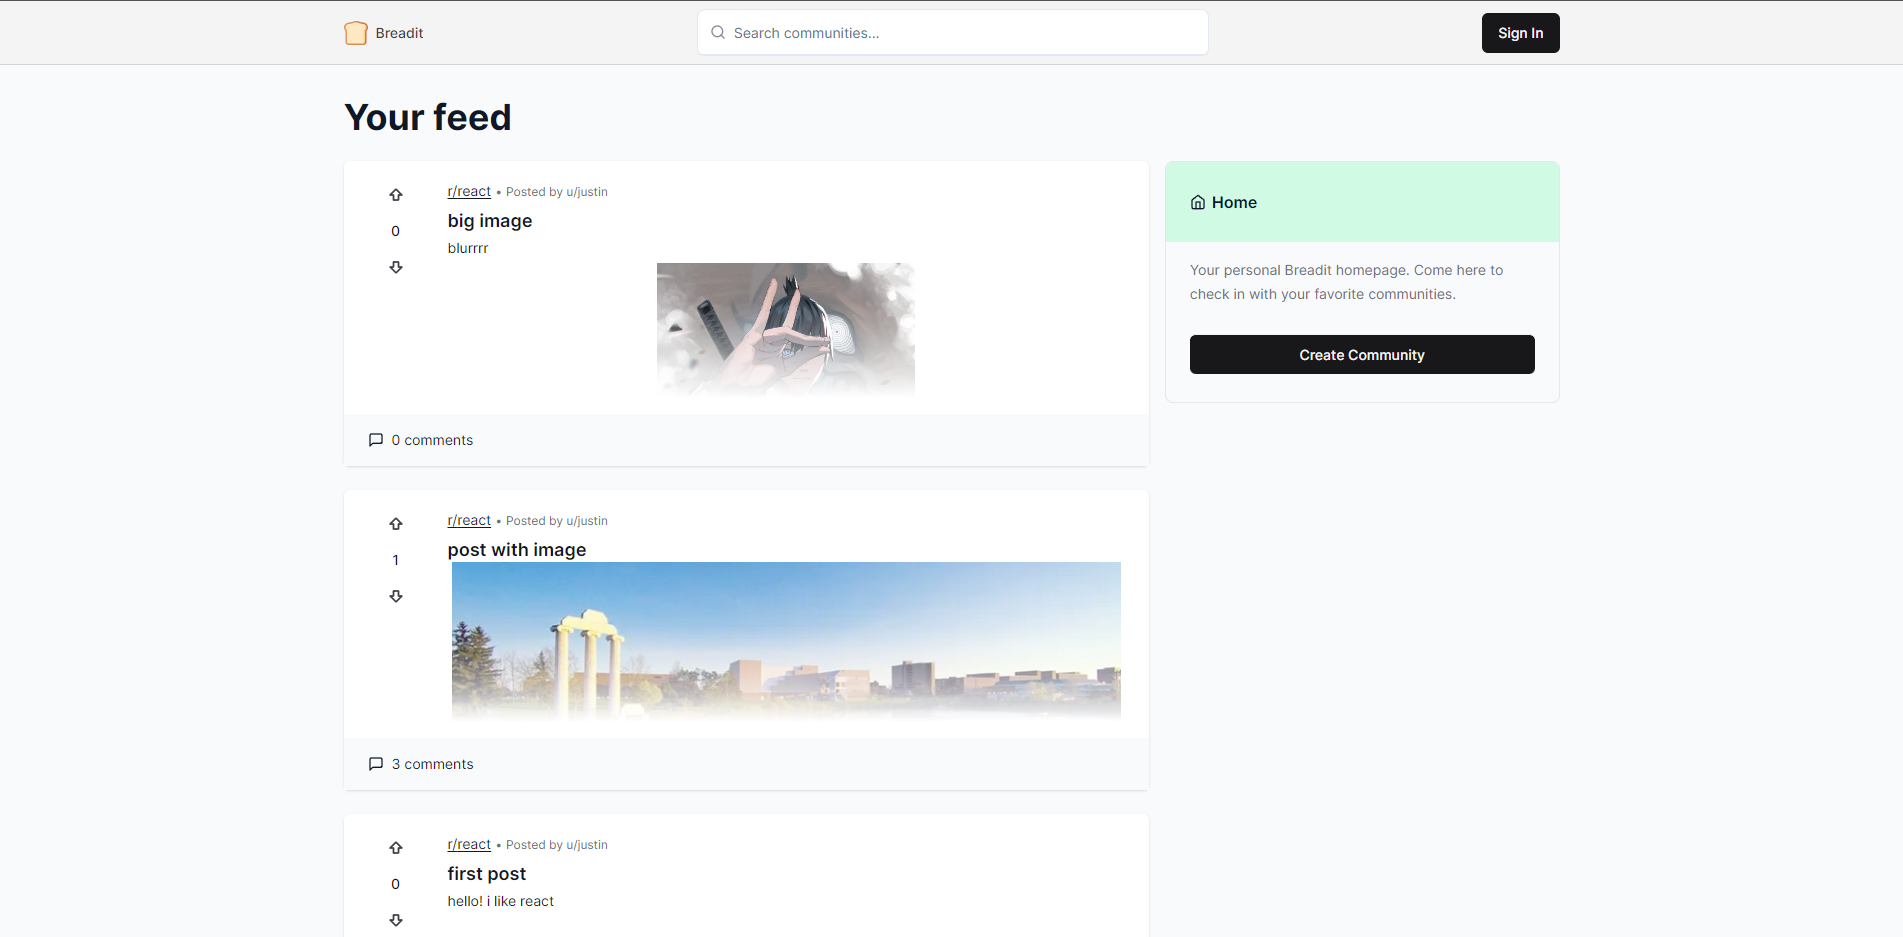 Breadit
Search communities...
Sign In
Your feed
r/react • Posted by u/justin
0
big image
blurrrr
0 comments
Home
Your personal Breadit homepage. Come here to
check in with your favorite communities.
Create Community
r/react • Posted by u/justin
1
post with image
3 comments
r/react • Posted by u/justin
0
first post
hello! i like react